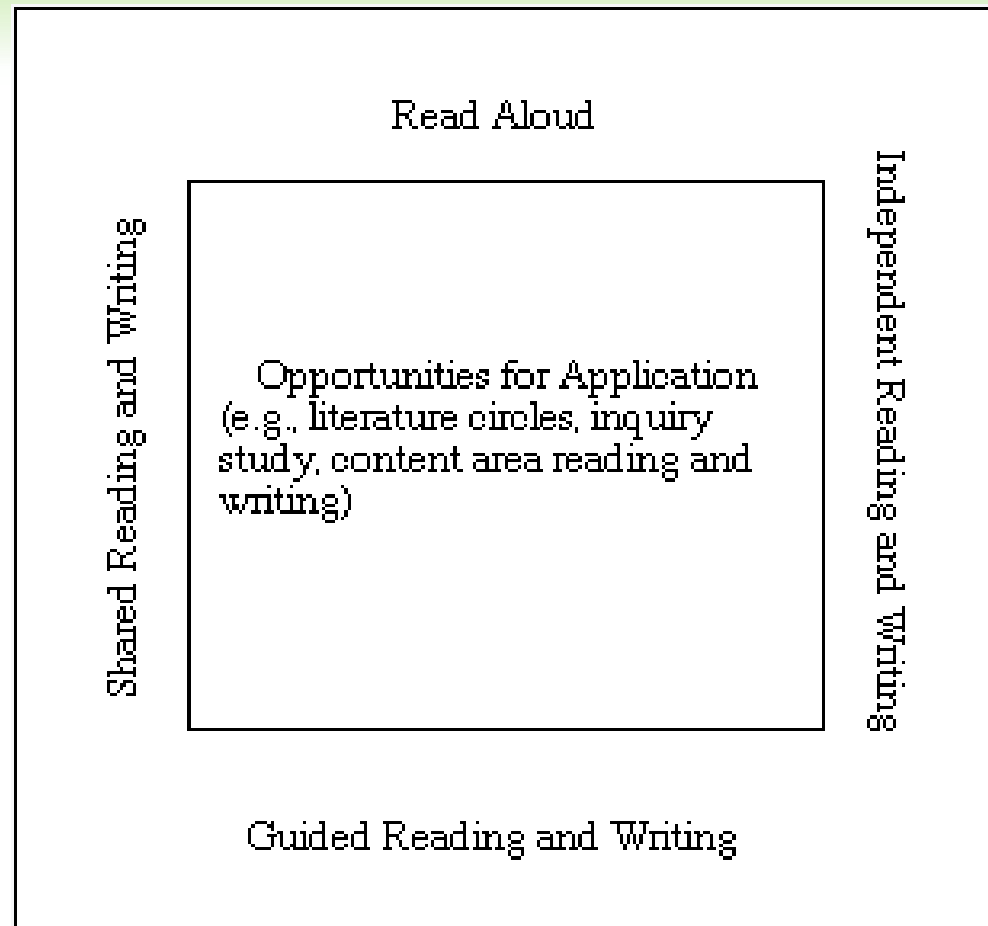 Read Aloud
Shared Reading and Writing
Opportunities for Application
(e.g., literature circles, inquiry
study, content area reading and
writing)
Independent Reading and Writing
Guided Reading and Writing